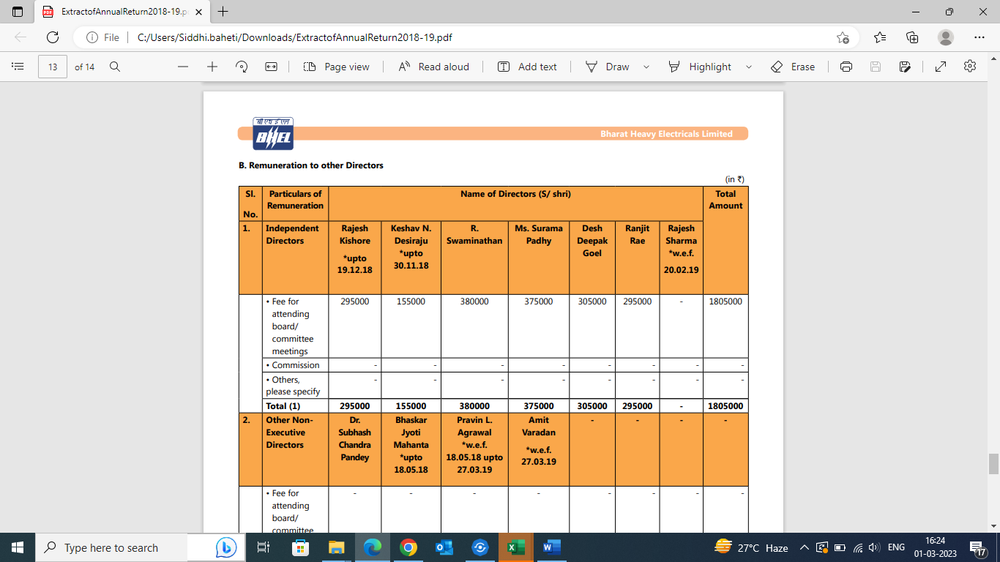 ExtractofAnnualReturn2018-19.p
File
C:/Users/Siddhi.baheti/Downloads/ExtractofAnnualReturn2018-19.pdf
13 of 14
Page view
Read aloud
Add text
Draw
Highlight
Erase
बी एच ई एल
BHEL
Bharat Heavy Electricals Limited
B. Remuneration to other Directors
(in ₹)
Sl. No. Particulars of Remuneration Name of Directors (S/ shri) Total Amount
1. Independent Directors Rajesh Kishore *upto 19.12.18 Keshav N. Desiraju *upto 30.11.18 R. Swaminathan Ms. Surama Padhy Desh Deepak Goel Ranjit Rae Rajesh Sharma *w.e.f. 20.02.19
• Fee for attending board/ committee meetings 295000 155000 380000 375000 305000 295000 - 1805000
• Commission - - - - - - - -
• Others, please specify - - - - - - - -
Total (1) 295000 155000 380000 375000 305000 295000 - 1805000
2. Other Non-Executive Directors Dr. Subhash Chandra Pandey Bhaskar Jyoti Mahanta *upto 18.05.18 Pravin L. Agrawal *w.e.f. 18.05.18 upto 27.03.19 Amit Varadan *w.e.f. 27.03.19 - - - -
• Fee for attending board/ committee - - - - - - - -
Type here to search
27°C Haze
ENG
16:24
01-03-2023
17